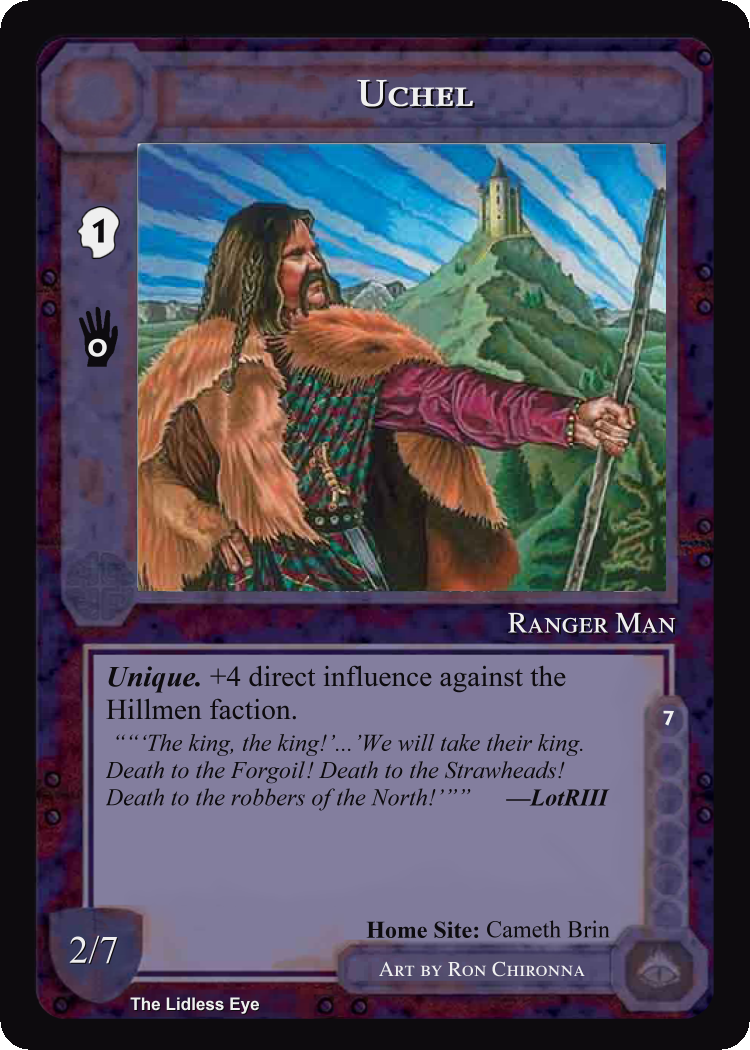 UCHEL
1
0
RANGER MAN
Unique. +4 direct influence against the
Hillmen faction.
““‘The king, the king!’...’We will take their king.
Death to the Forgoil! Death to the Strawheads!
Death to the robbers of the North!’”” —LotRIII
7
Home Site: Cameth Brin
2/7
ART BY RON CHIRONNA
The Lidless Eye